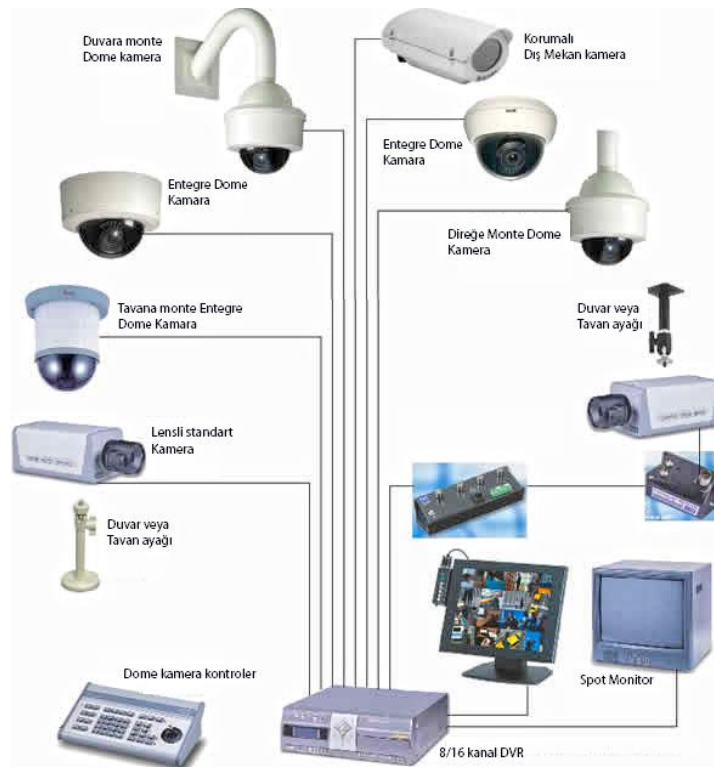 Duvara monte
Dome kamera
Korumalı
Dış Mekan kamera
Entegre Dome
Kamara
Entegre Dome
Kamara
Direğe Monte Dome
Kamera
Tavana monte Entegre
Dome Kamara
Duvar veya
Tavan ayağı
Lensli standart
Kamera
Duvar veya
Tavan ayağı
Dome kamera kontroler
Spot Monitor
8/16 kanal DVR